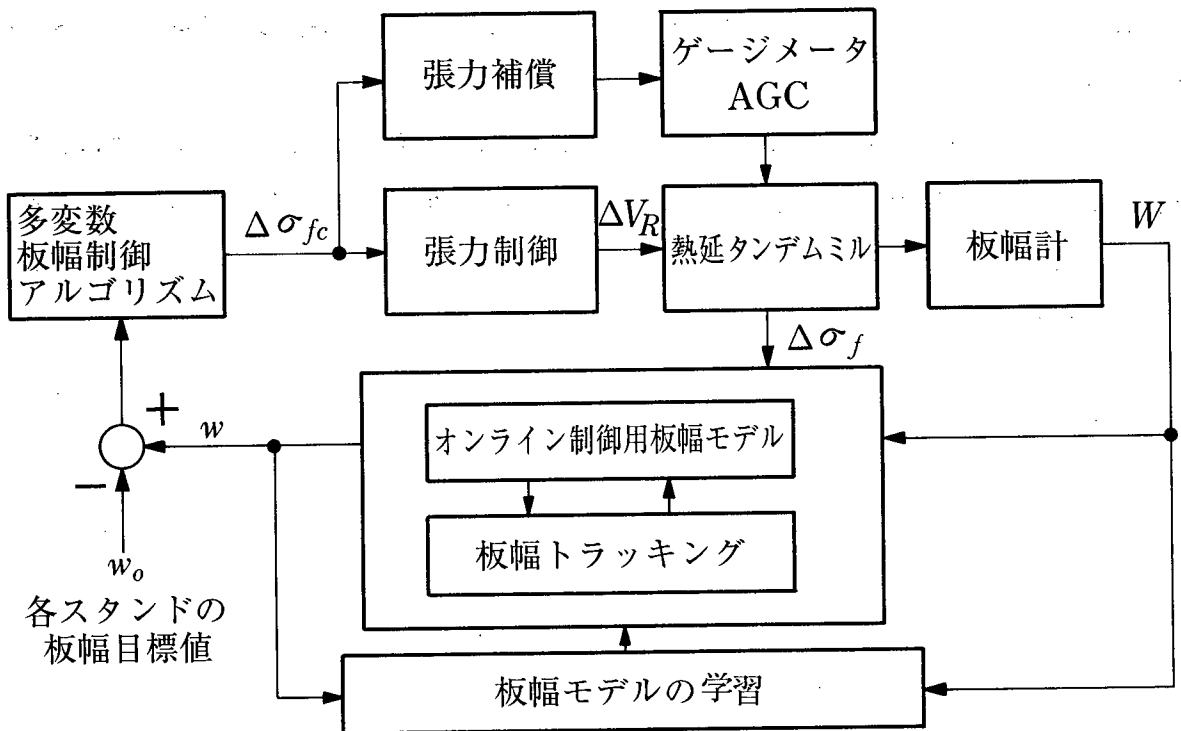 張力補償
ゲージメータ
AGC
多変数
板幅制御
アルゴリズム
Δσfc
張力制御
ΔVR
熱延タンデムミル
板幅計
W
Δσf
+
w
−
オンライン制御用板幅モデル
板幅トラッキング
wo
各スタンドの
板幅目標値
板幅モデルの学習